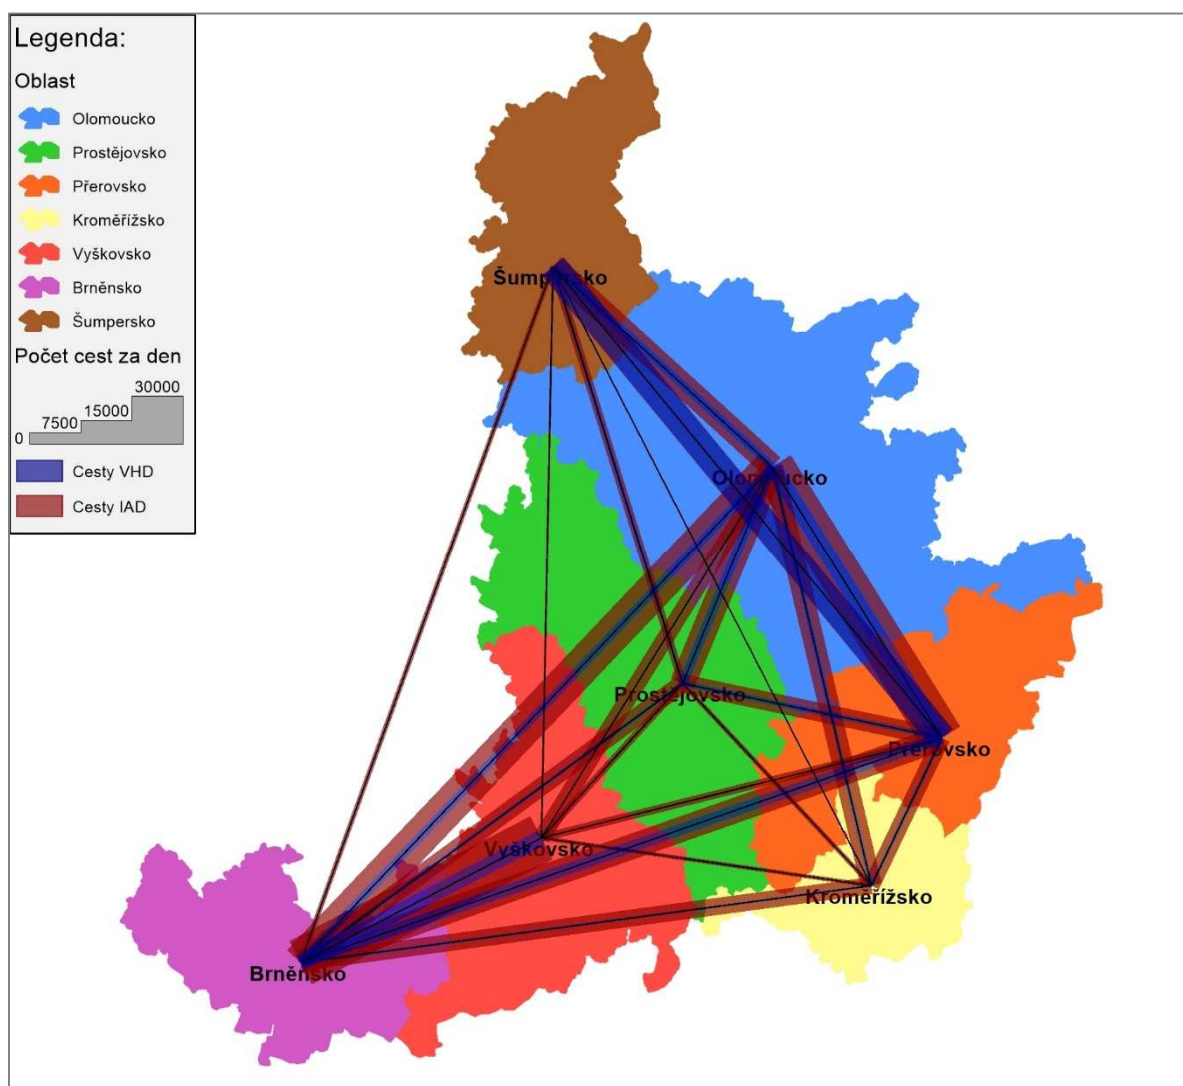 Legenda:
Oblast
Olomoucko
Prostějovsko
Přerovsko
Kroměřížsko
Vyškovsko
Brněnsko
Šumpersko
Počet cest za den
30000
15000
7500
0
Cesty VHD
Cesty IAD
Šumpersko
Olomoucko
Prostějovsko
Přerovsko
Vyškovsko
Kroměřížsko
Brněnsko